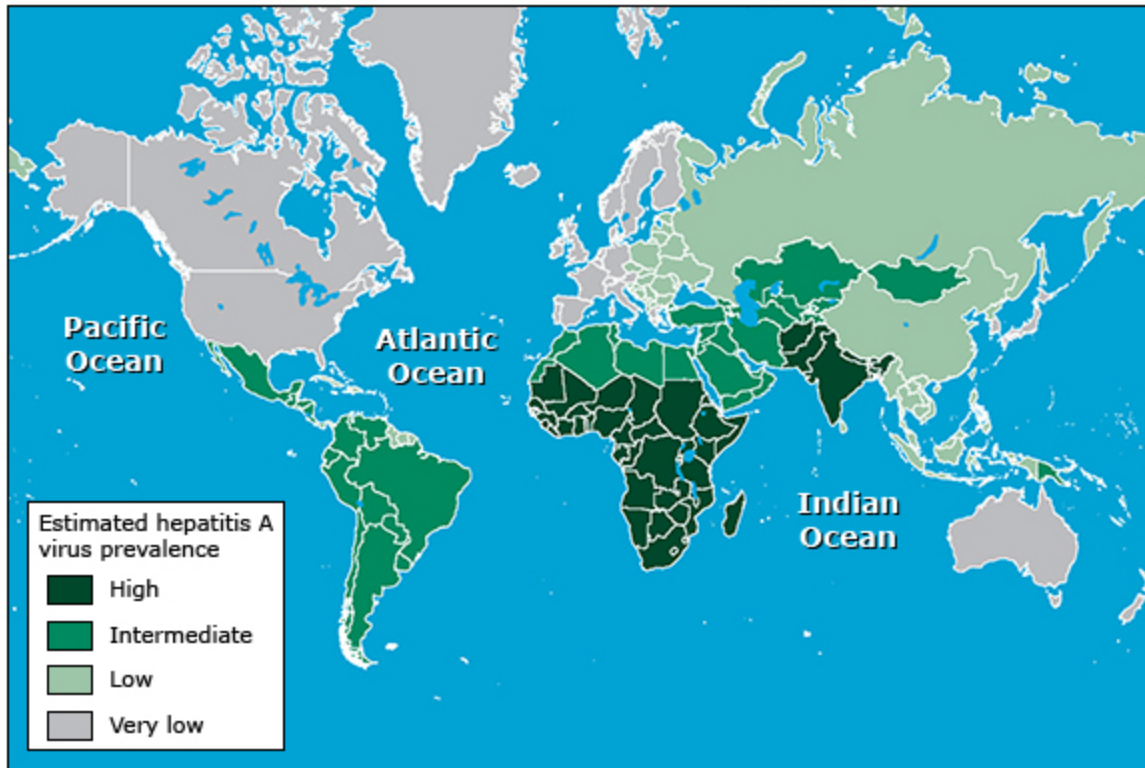 Pacific
Ocean
Atlantic
Ocean
Indian
Ocean
Estimated hepatitis A
virus prevalence
High
Intermediate
Low
Very low